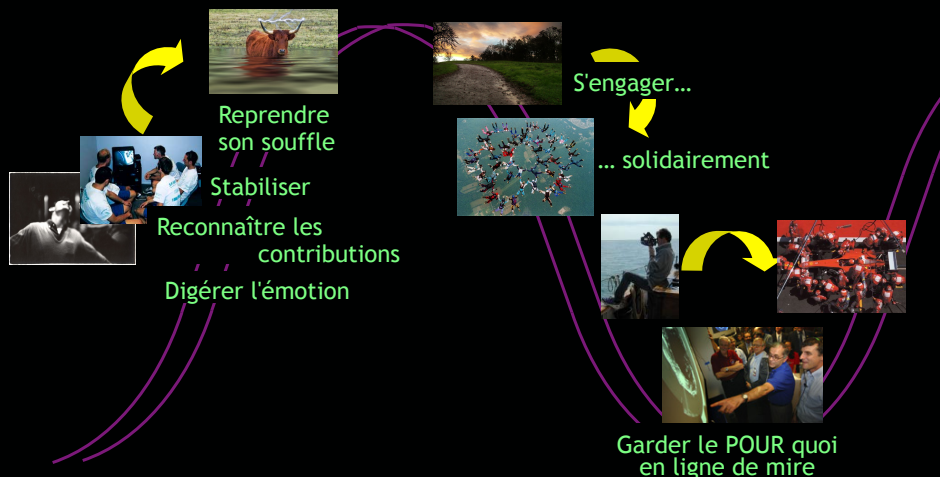 Reprendre
son souffle
Stabiliser
Reconnaître les
contributions
Digérer l'émotion
S'engager…
… solidairement
Garder le POUR quoi
en ligne de mire